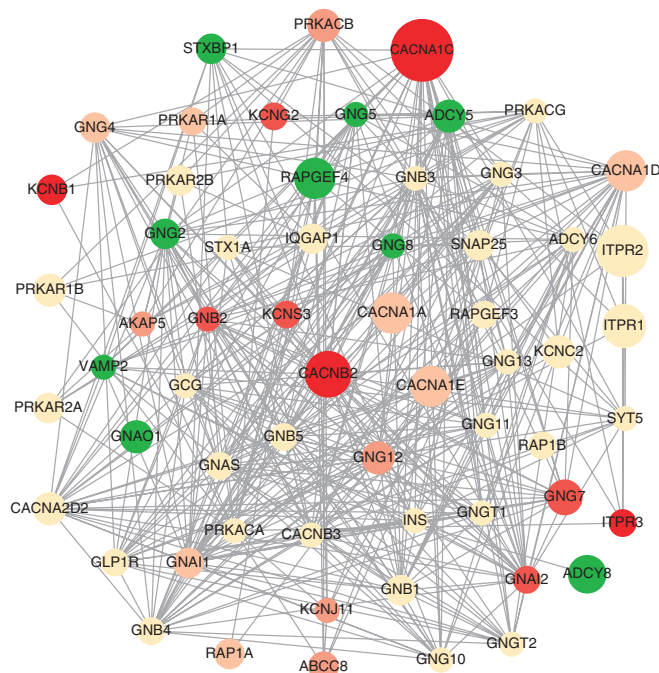 PRKACB
STXBP1
CACNA1C
GNG4
PRKAR1A
KCNG2
GNG5
ADCY5
PRKACG
KCNB1
PRKAR2B
RAPGEF4
GNB3
GNG3
CACNA1D
GNG2
STX1A
IQGAP1
GNG8
SNAP25
ADCY6
ITPR2
PRKAR1B
AKAP5
GNB2
KCNS3
CACNA1A
RAPGEF3
ITPR1
VAMP2
GCG
CACNB2
CACNA1E
GNG13
KCNC2
PRKAR2A
GNAO1
GNB5
GNG11
SYT5
GNAS
GNG12
RAP1B
CACNA2D2
PRKACA
CACNB3
INS
GNGT1
GNG7
ITPR3
GLP1R
GNAI1
GNB1
GNAI2
ADCY8
GNB4
KCNJ11
GNGT2
RAP1A
ABCC8
GNG10